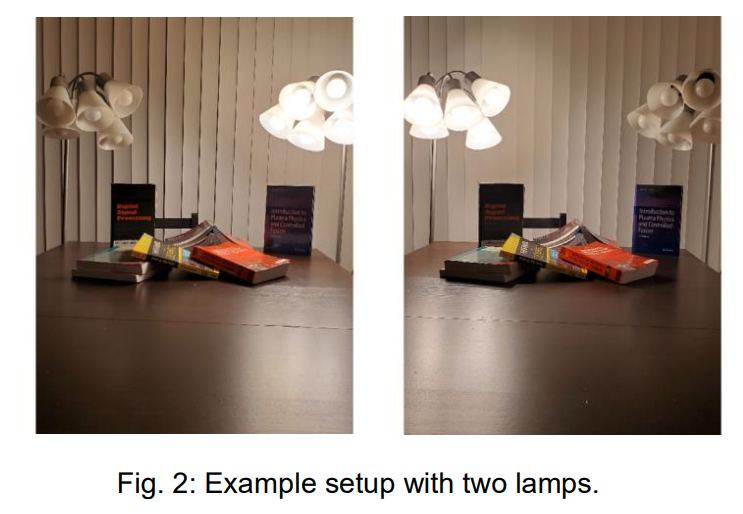 Digital
Signal
Processing
Introduction to
Plasma Physics
and Controlled
Fusion
Digital
Signal
Processing
Introduction to
Plasma Physics
and Controlled
Fusion
Fig. 2: Example setup with two lamps.